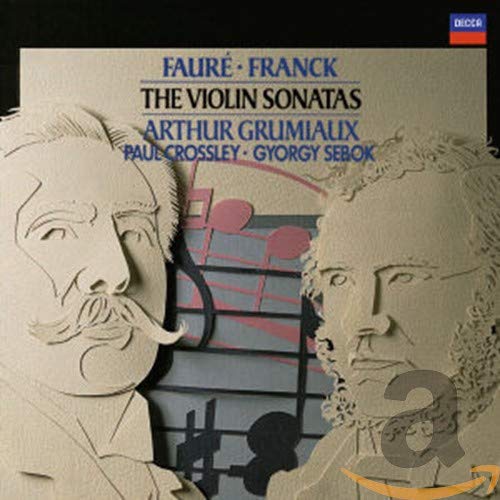 DECCA
FAURÉ · FRANCK
THE VIOLIN SONATAS
ARTHUR GRUMIAUX
PAUL CROSSLEY · GYORGY SEBOK
a